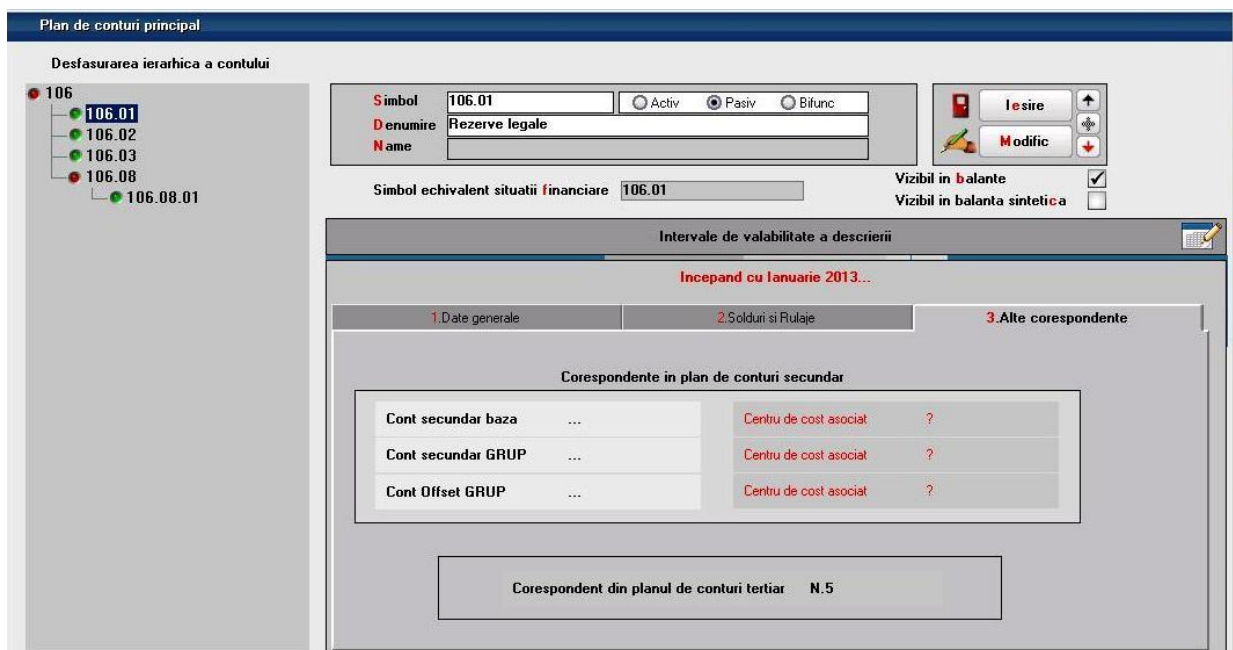 Plan de conturi principal
Desfasurarea ierarhica a contului
106
106.01
106.02
106.03
106.08
106.08.01
Simbol 106.01 Activ Pasiv Bifunc
Denumire Rezerve legale
Name
Iesire
Modific
Simbol echivalent situatii financiare 106.01
Vizibil in balante
Vizibil in balanta sintetica
Intervale de valabilitate a descrierii
Incepand cu Ianuarie 2013...
1.Date generale 2.Solduri si Rulaje 3.Alte corespondente
Corespondente in plan de conturi secundar
Cont secundar baza ... Centru de cost asociat ?
Cont secundar GRUP ... Centru de cost asociat ?
Cont Offset GRUP ... Centru de cost asociat ?
Corespondent din planul de conturi tertiar N.5